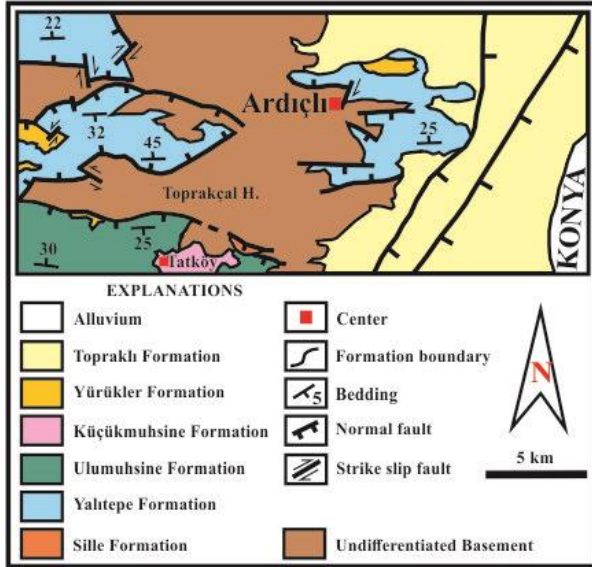 22
Ardıçlı
32
45
25
Toprakçal H.
KONYA
25
30
Tatköy
EXPLANATIONS
Alluvium
Center
Topraklı Formation
Formation boundary
Yürükler Formation
5
Bedding
N
Küçükmuhsine Formation
Normal fault
Ulumuhsine Formation
Strike slip fault
5 km
Yalıtepe Formation
Sille Formation
Undifferentiated Basement